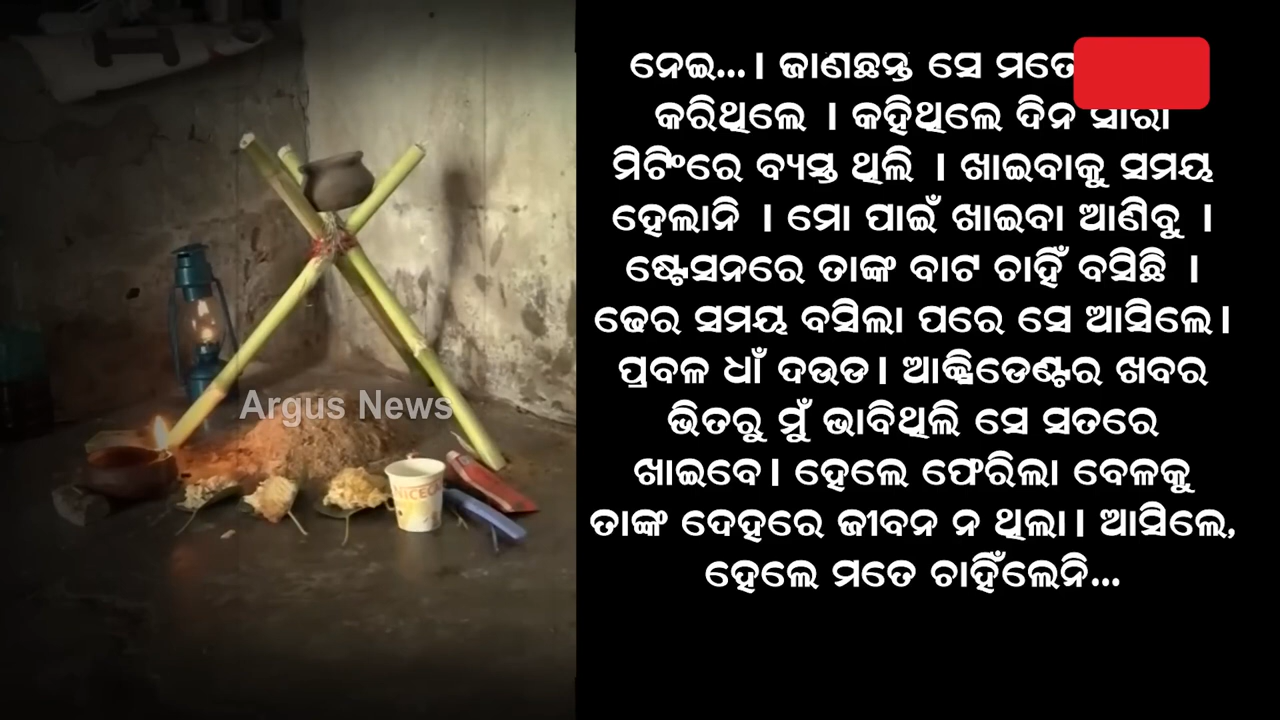 Argus News
NICECU
ନେଇ...। ଜାଣଛନ୍ତି ସେ ମତେ
କରିଥିଲେ । କହିଥିଲେ ଦିନ ସାରା
ମିଟିଂରେ ବ୍ୟସ୍ତ ଥିଲି । ଖାଇବାକୁ ସମୟ
ହେଲାନି । ମୋ ପାଇଁ ଖାଇବା ଆଣିବୁ ।
ଷ୍ଟେସନରେ ତାଙ୍କ ବାଟ ଚାହିଁ ବସିଛି ।
ଢେର ସମୟ ବସିଲା ପରେ ସେ ଆସିଲେ।
ପ୍ରବଳ ଧାଁ ଦଉଡ। ଆକ୍ସିଡେଣ୍ଟର ଖବର
ଭିତରୁ ମୁଁ ଭାବିଥିଲି ସେ ସତରେ
ଖାଇବେ। ହେଲେ ଫେରିଲା ବେଳକୁ
ତାଙ୍କ ଦେହରେ ଜୀବନ ନ ଥିଲା। ଆସିଲେ,
ହେଲେ ମତେ ଚାହିଁଲେନି...